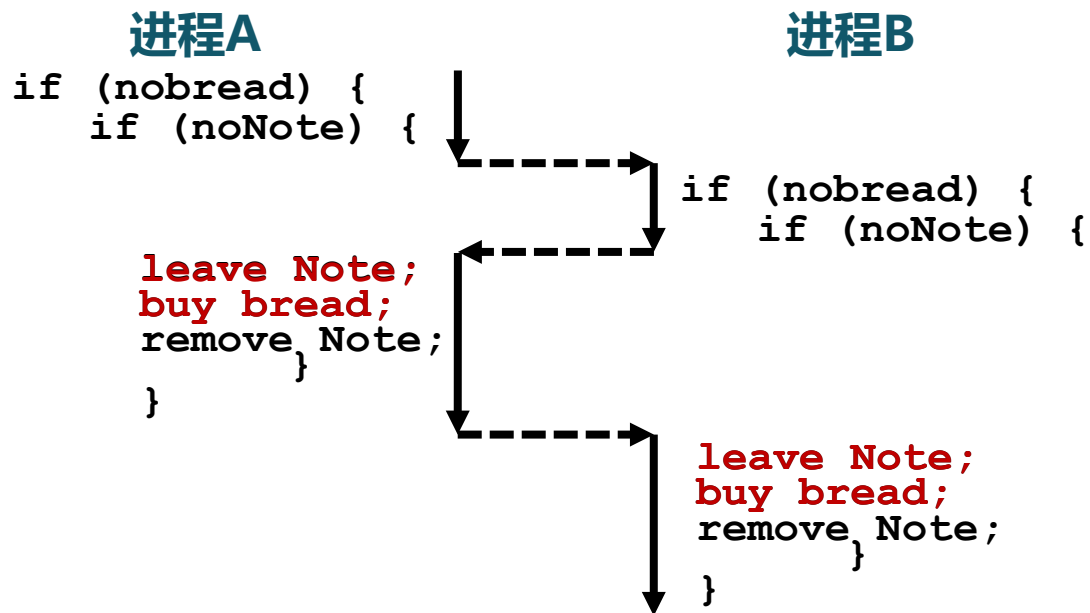 进程A
进程B
if (nobread) {
if (noNote) {
if (nobread) {
if (noNote) {
leave Note;
buy bread;
remove Note;
}
}
leave Note;
buy bread;
remove Note;
}
}